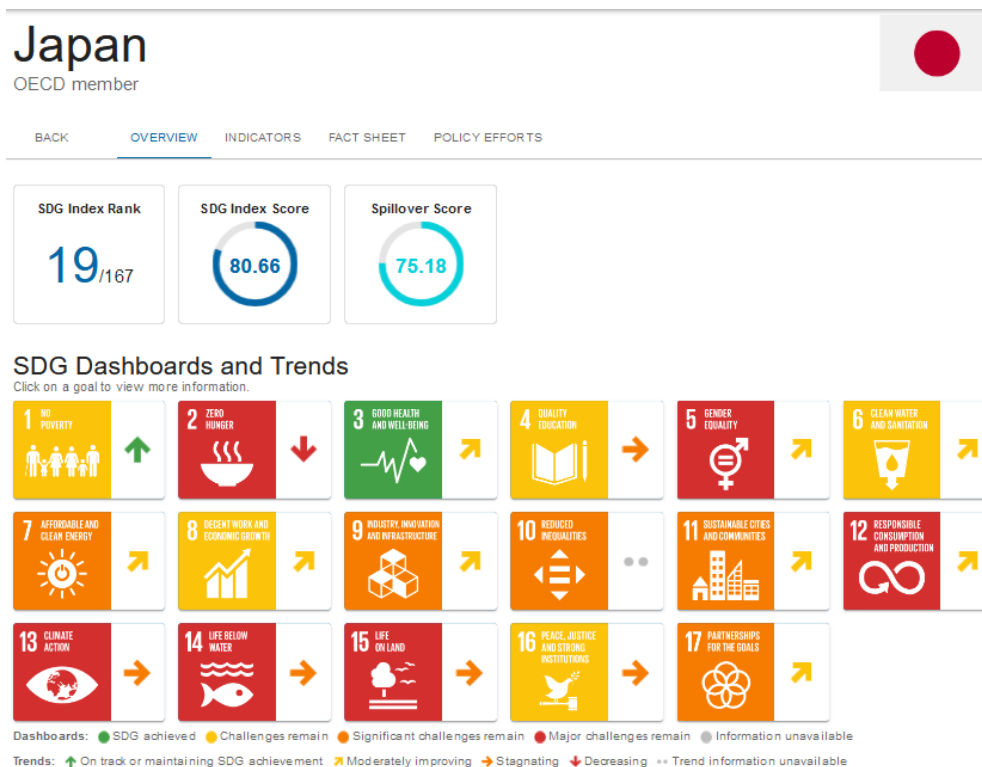 Japan
OECD member
BACK OVERVIEW INDICATORS FACT SHEET POLICY EFFORTS
SDG Index Rank
19/167
SDG Index Score
80.66
Spillover Score
75.18
SDG Dashboards and Trends
Click on a goal to view more information.
1 NO
POVERTY
2 ZERO
HUNGER
3 GOOD HEALTH
AND WELL-BEING
4 QUALITY
EDUCATION
5 GENDER
EQUALITY
6 CLEAN WATER
AND SANITATION
7 AFFORDABLE AND
CLEAN ENERGY
8 DECENT WORK AND
ECONOMIC GROWTH
9 INDUSTRY, INNOVATION
AND INFRASTRUCTURE
10 REDUCED
INEQUALITIES
11 SUSTAINABLE CITIES
AND COMMUNITIES
12 RESPONSIBLE
CONSUMPTION
AND PRODUCTION
13 CLIMATE
ACTION
14 LIFE BELOW
WATER
15 LIFE
ON LAND
16 PEACE, JUSTICE
AND STRONG
INSTITUTIONS
17 PARTNERSHIPS
FOR THE GOALS
Dashboards: SDG achieved Challenges remain Significant challenges remain Major challenges remain Information unavailable
Trends: On track or maintaining SDG achievement Moderately improving Stagnating Decreasing Trend information unavailable